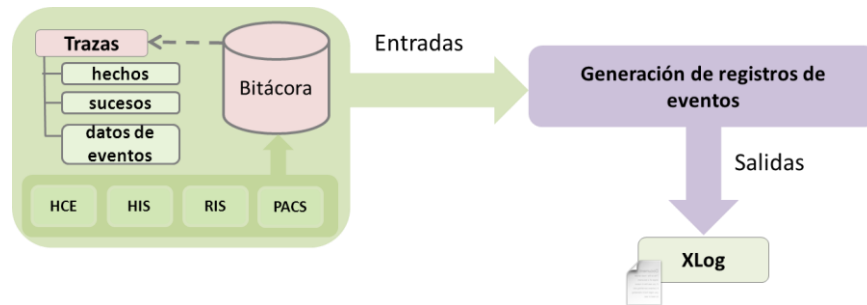 Trazas
hechos
sucesos
datos de
eventos
Bitácora
HCE
HIS
RIS
PACS
Entradas
Generación de registros de
eventos
Salidas
XLog